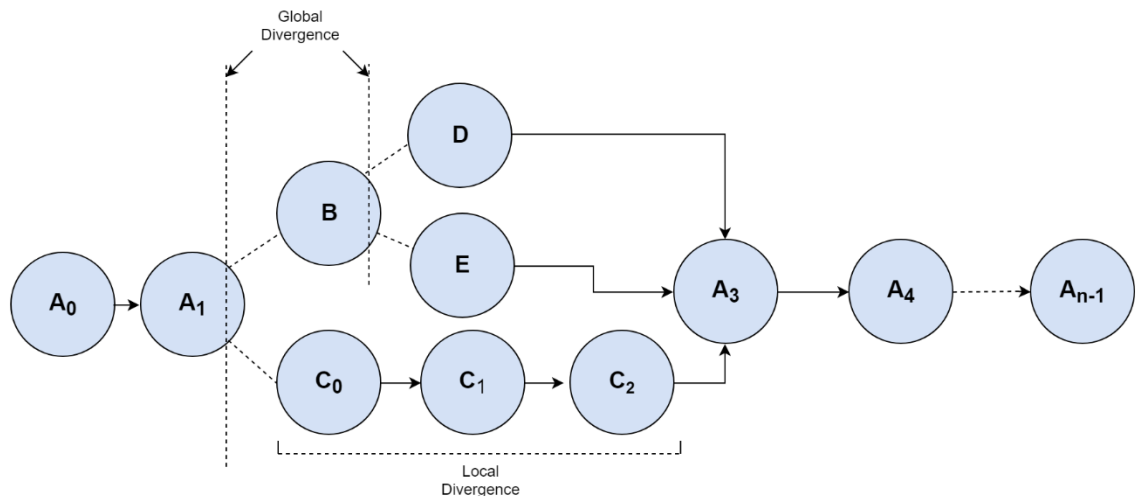 Global
Divergence
D
B
E
A₀
A₁
A₃
A₄
Aₙ₋₁
C₀
C₁
C₂
Local
Divergence